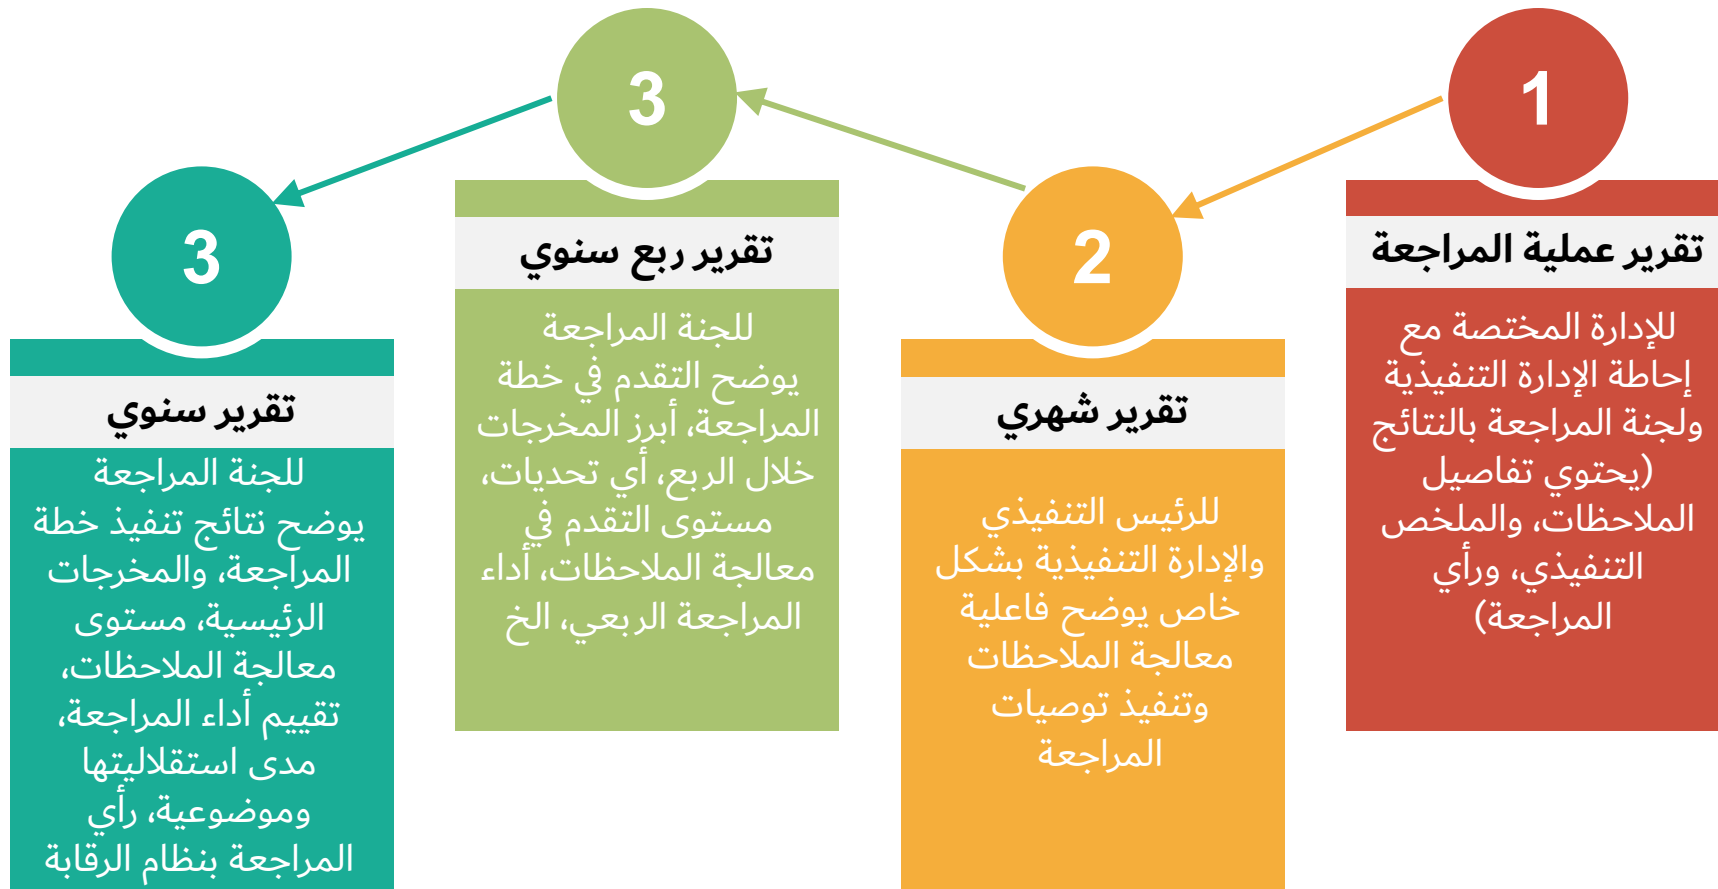 1
تقرير عملية المراجعة
للإدارة المختصة مع
إحاطة الإدارة التنفيذية
ولجنة المراجعة بالنتائج
(يحتوي تفاصيل
الملاحظات، والملخص
التنفيذي، ورأي
المراجعة)
2
تقرير شهري
للرئيس التنفيذي
والإدارة التنفيذية بشكل
خاص يوضح فاعلية
معالجة الملاحظات
وتنفيذ توصيات
المراجعة
3
تقرير ربع سنوي
للجنة المراجعة
يوضح التقدم في خطة
المراجعة، أبرز المخرجات
خلال الربع، أي تحديات،
مستوى التقدم في
معالجة الملاحظات، أداء
المراجعة الربعي، الخ
3
تقرير سنوي
للجنة المراجعة
يوضح نتائج تنفيذ خطة
المراجعة، والمخرجات
الرئيسية، مستوى
معالجة الملاحظات،
تقييم أداء المراجعة،
مدى استقلاليتها
وموضوعية، رأي
المراجعة بنظام الرقابة